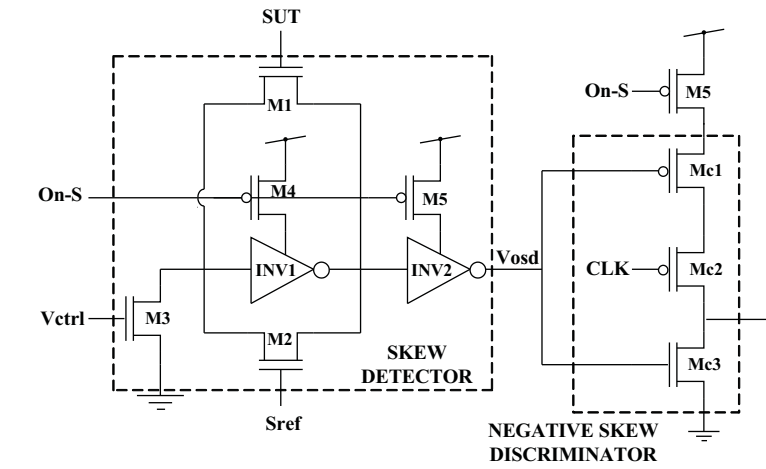 SUT
M1
On-S
M5
On-S
M4
M5
Mc1
INV1
INV2
Vosd
CLK
Mc2
Vctrl
M3
M2
SKEW
DETECTOR
Mc3
Sref
NEGATIVE SKEW
DISCRIMINATOR